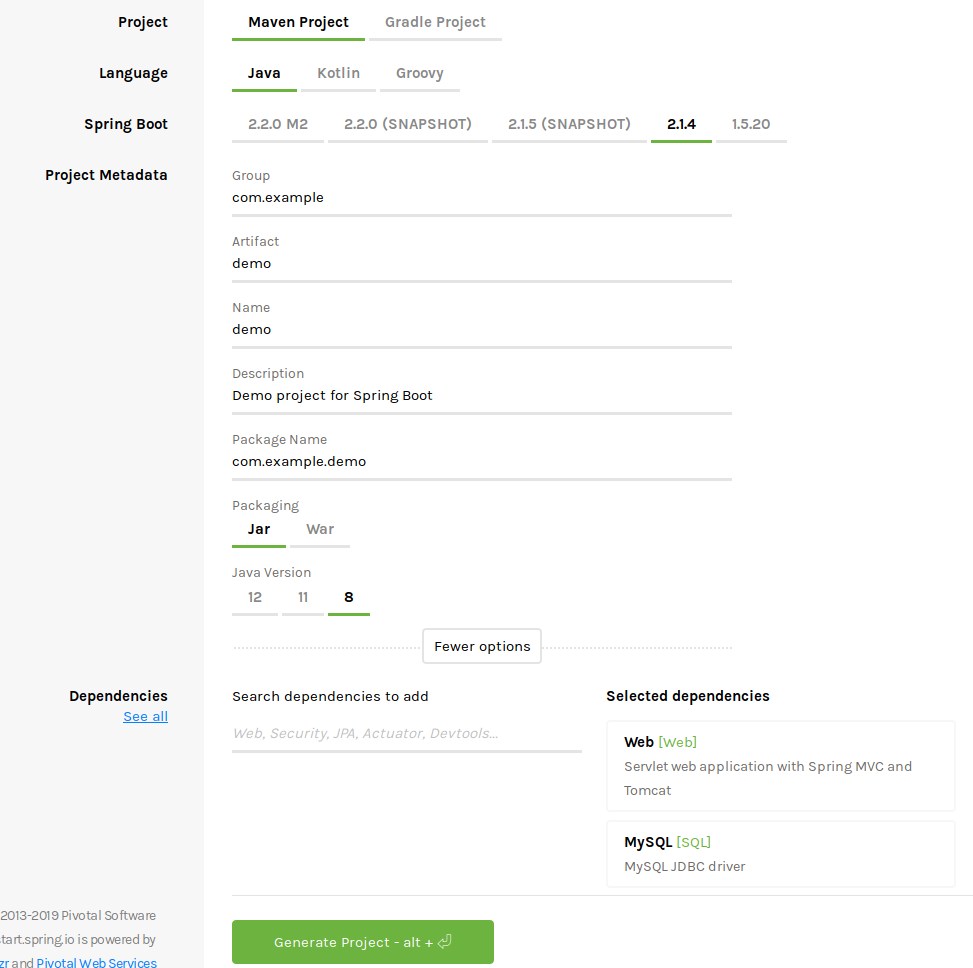 Project
Maven Project Gradle Project
Language
Java Kotlin Groovy
Spring Boot
2.2.0 M2 2.2.0 (SNAPSHOT) 2.1.5 (SNAPSHOT) 2.1.4 1.5.20
Project Metadata
Group
com.example
Artifact
demo
Name
demo
Description
Demo project for Spring Boot
Package Name
com.example.demo
Packaging
Jar War
Java Version
12 11 8
Fewer options
Dependencies
See all
Search dependencies to add
Web, Security, JPA, Actuator, Devtools...
Selected dependencies
Web [Web]
Servlet web application with Spring MVC and
Tomcat
MySQL [SQL]
MySQL JDBC driver
2013-2019 Pivotal Software
tart.spring.io is powered by
zr and Pivotal Web Services
Generate Project - alt + ⏎